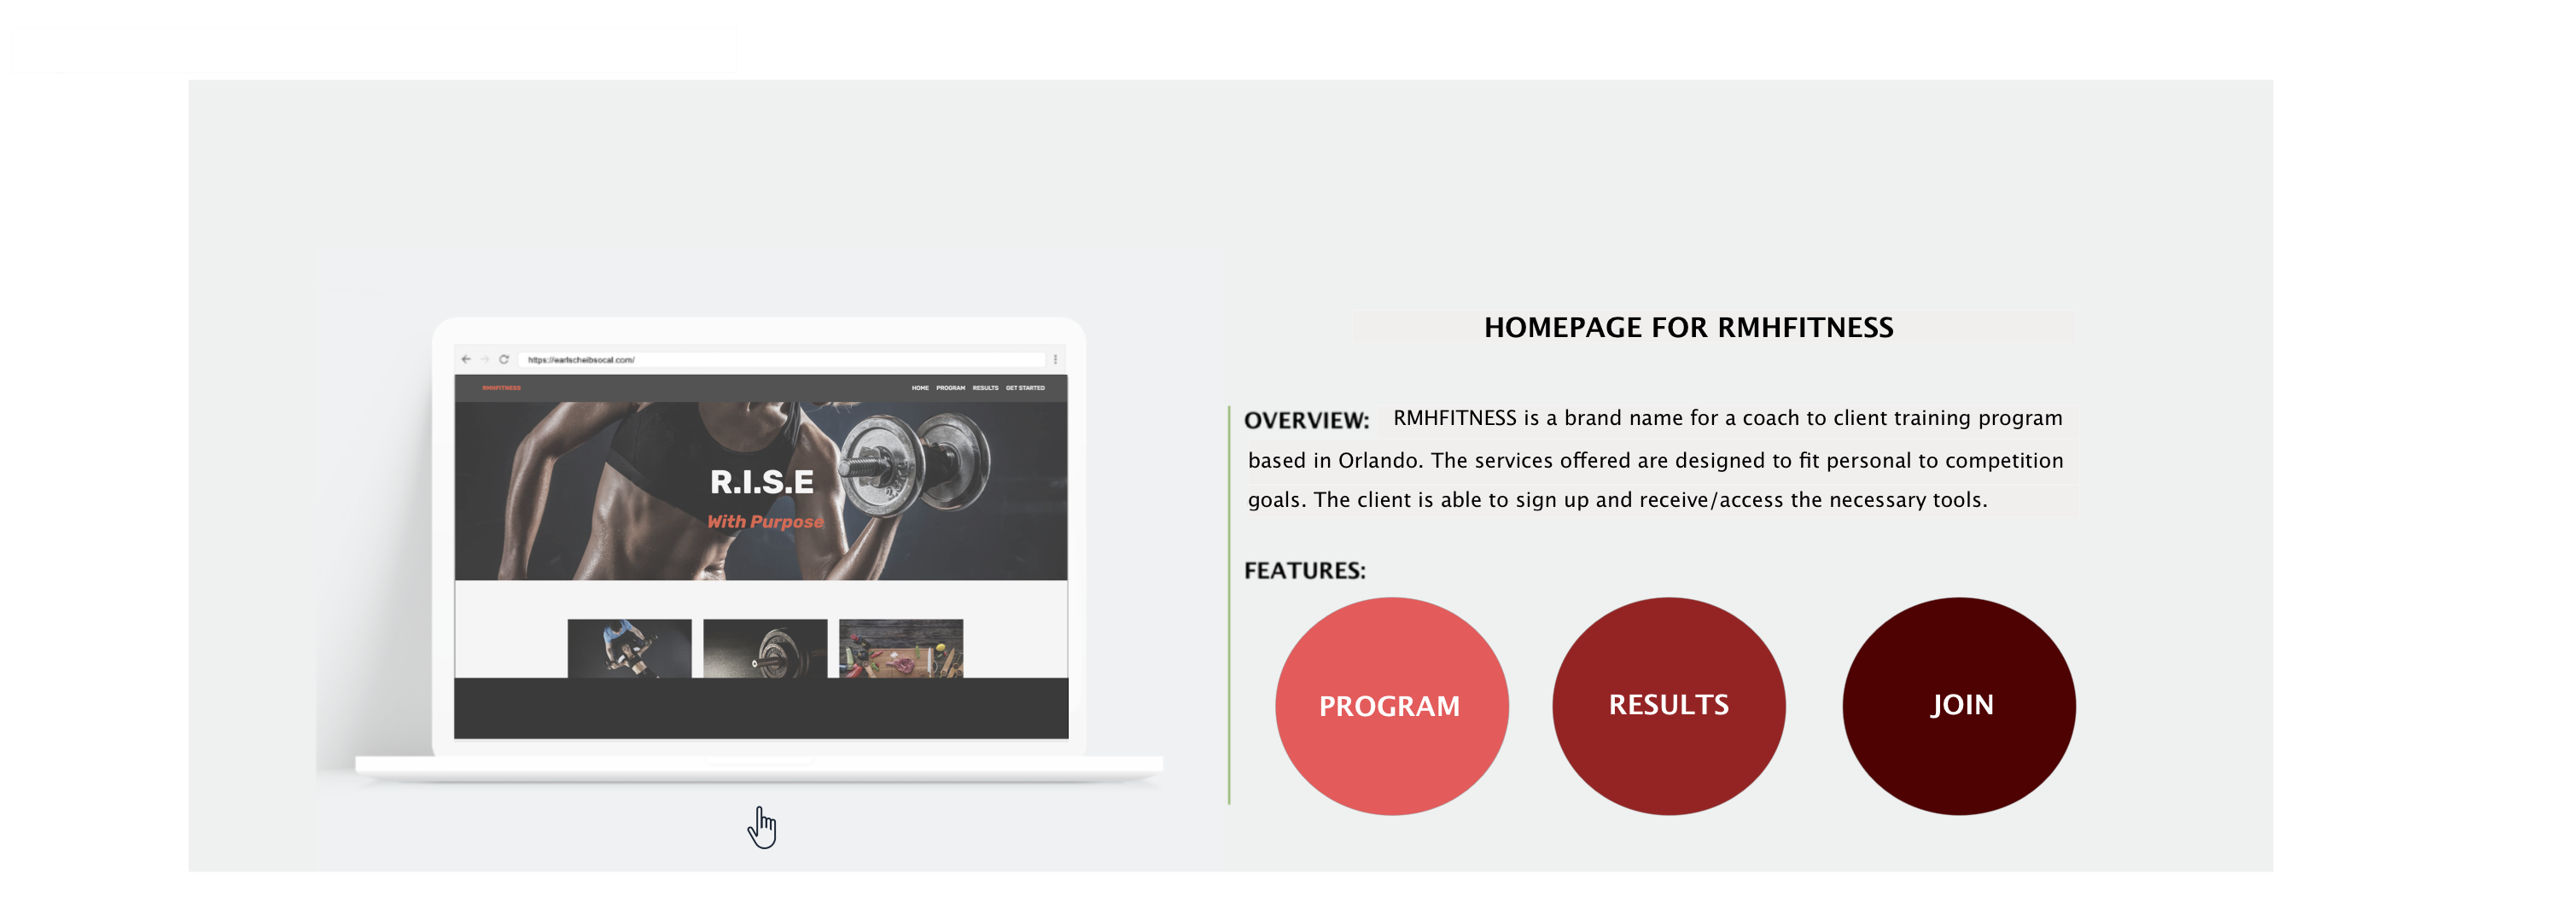 https://earlscheibsocal.com/
RMHFITNESS
HOME PROGRAM RESULTS GET STARTED
R.I.S.E
With Purpose
HOMEPAGE FOR RMHFITNESS
OVERVIEW: RMHFITNESS is a brand name for a coach to client training program
based in Orlando. The services offered are designed to fit personal to competition
goals. The client is able to sign up and receive/access the necessary tools.
FEATURES:
PROGRAM
RESULTS
JOIN